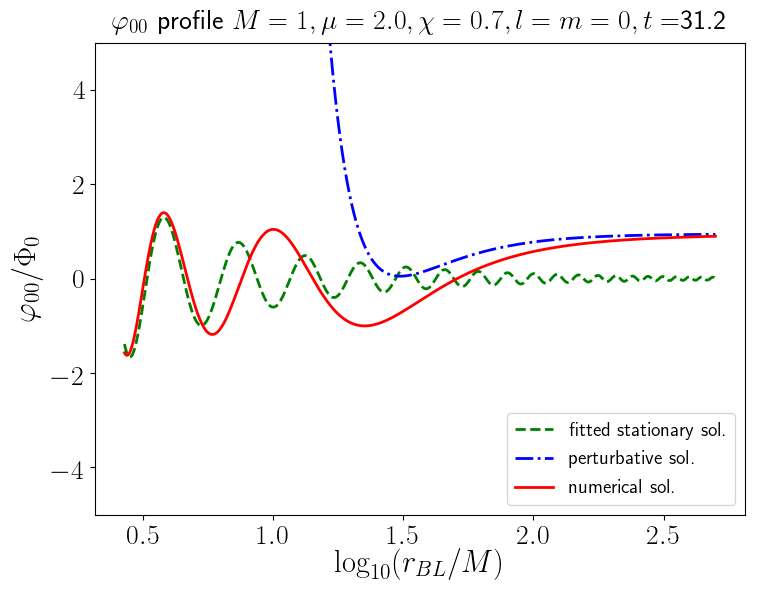 φ₀₀ profile M = 1, μ = 2.0, χ = 0.7, l = m = 0, t =31.2
φ₀₀/Φ₀
4
2
0
−2
−4
fitted stationary sol.
perturbative sol.
numerical sol.
0.5 1.0 1.5 2.0 2.5
log₁₀(r_BL/M)